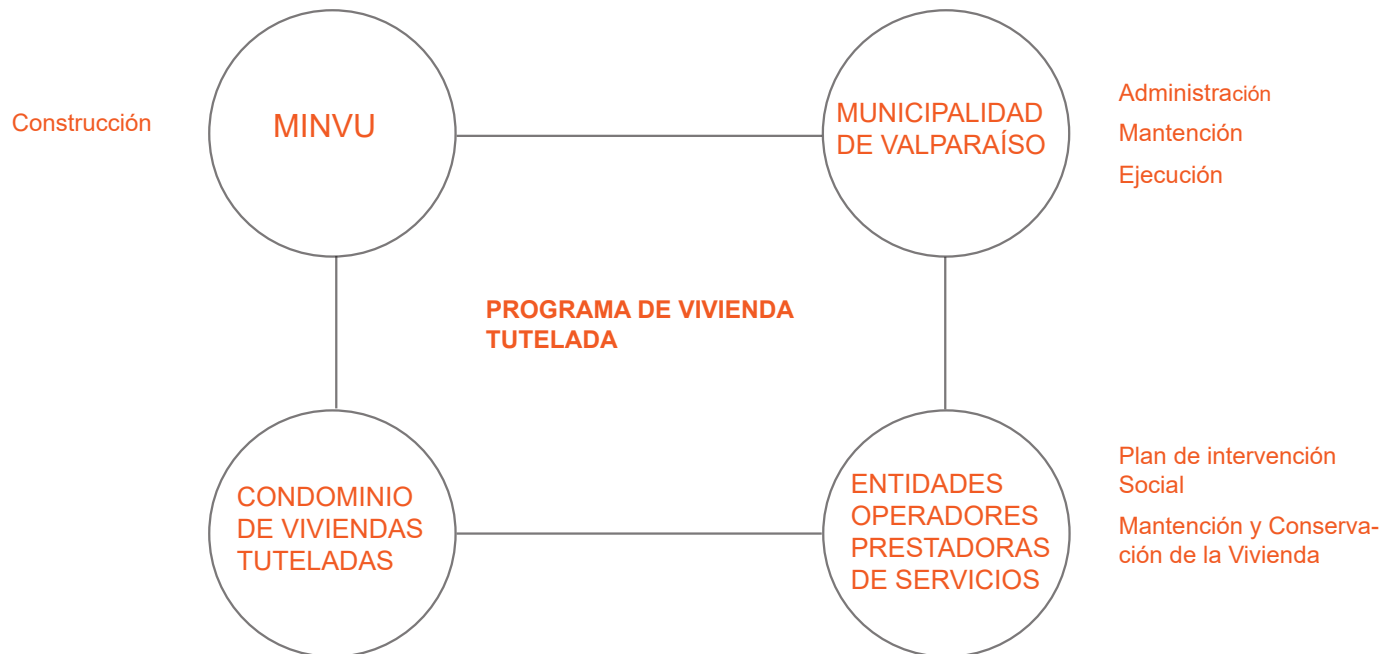 Construcción
MINVU
MUNICIPALIDAD
DE VALPARAÍSO
Administración
Mantención
Ejecución
PROGRAMA DE VIVIENDA
TUTELADA
CONDOMINIO
DE VIVIENDAS
TUTELADAS
ENTIDADES
OPERADORES
PRESTADORAS
DE SERVICIOS
Plan de intervención
Social
Mantención y Conserva-
ción de la Vivienda